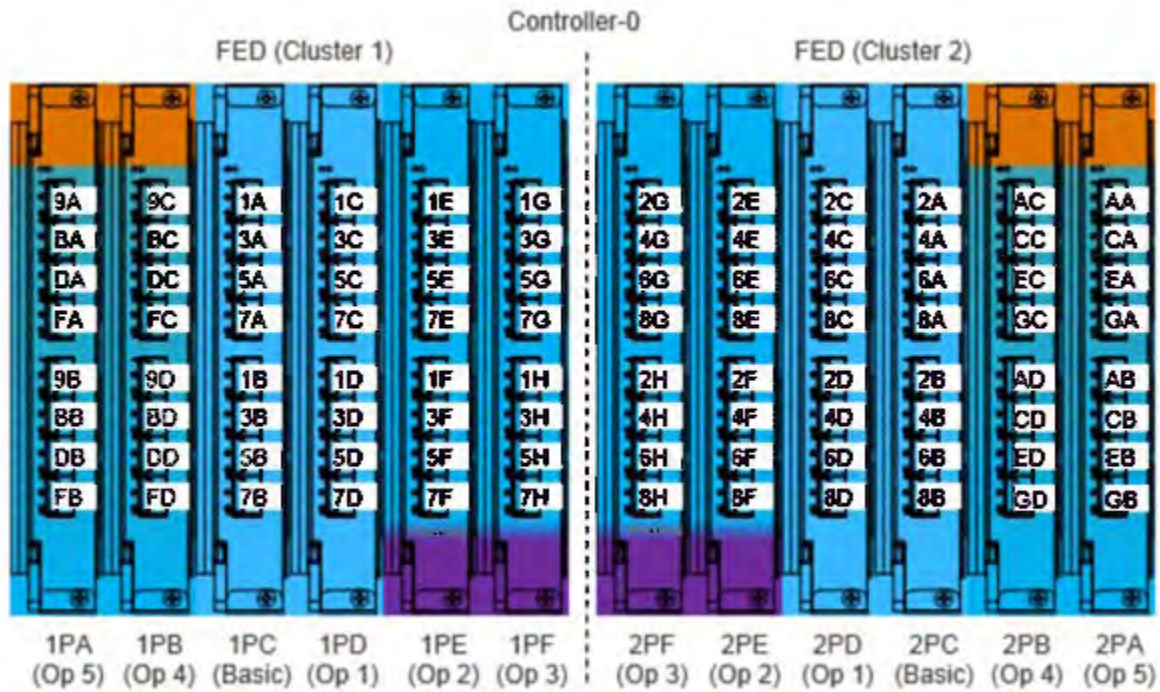 Controller-0
FED (Cluster 1) FED (Cluster 2)
9A 9C 1A 1C 1E 1G 2G 2E 2C 2A AC AA
BA BC 3A 3C 3E 3G 4G 4E 4C 4A CC CA
DA DC 5A 5C 5E 5G 6G 6E 6C 6A EC EA
FA FC 7A 7C 7E 7G 8G 8E 8C 8A GC GA
9B 9D 1B 1D 1F 1H 2H 2F 2D 2B AD AB
BB BD 3B 3D 3F 3H 4H 4F 4D 4B CD CB
DB DD 5B 5D 5F 5H 6H 6F 6D 6B ED EB
FB FD 7B 7D 7F 7H 8H 8F 8D 8B GD GB
1PA 1PB 1PC 1PD 1PE 1PF 2PF 2PE 2PD 2PC 2PB 2PA
(Op 5) (Op 4) (Basic) (Op 1) (Op 2) (Op 3) (Op 3) (Op 2) (Op 1) (Basic) (Op 4) (Op 5)